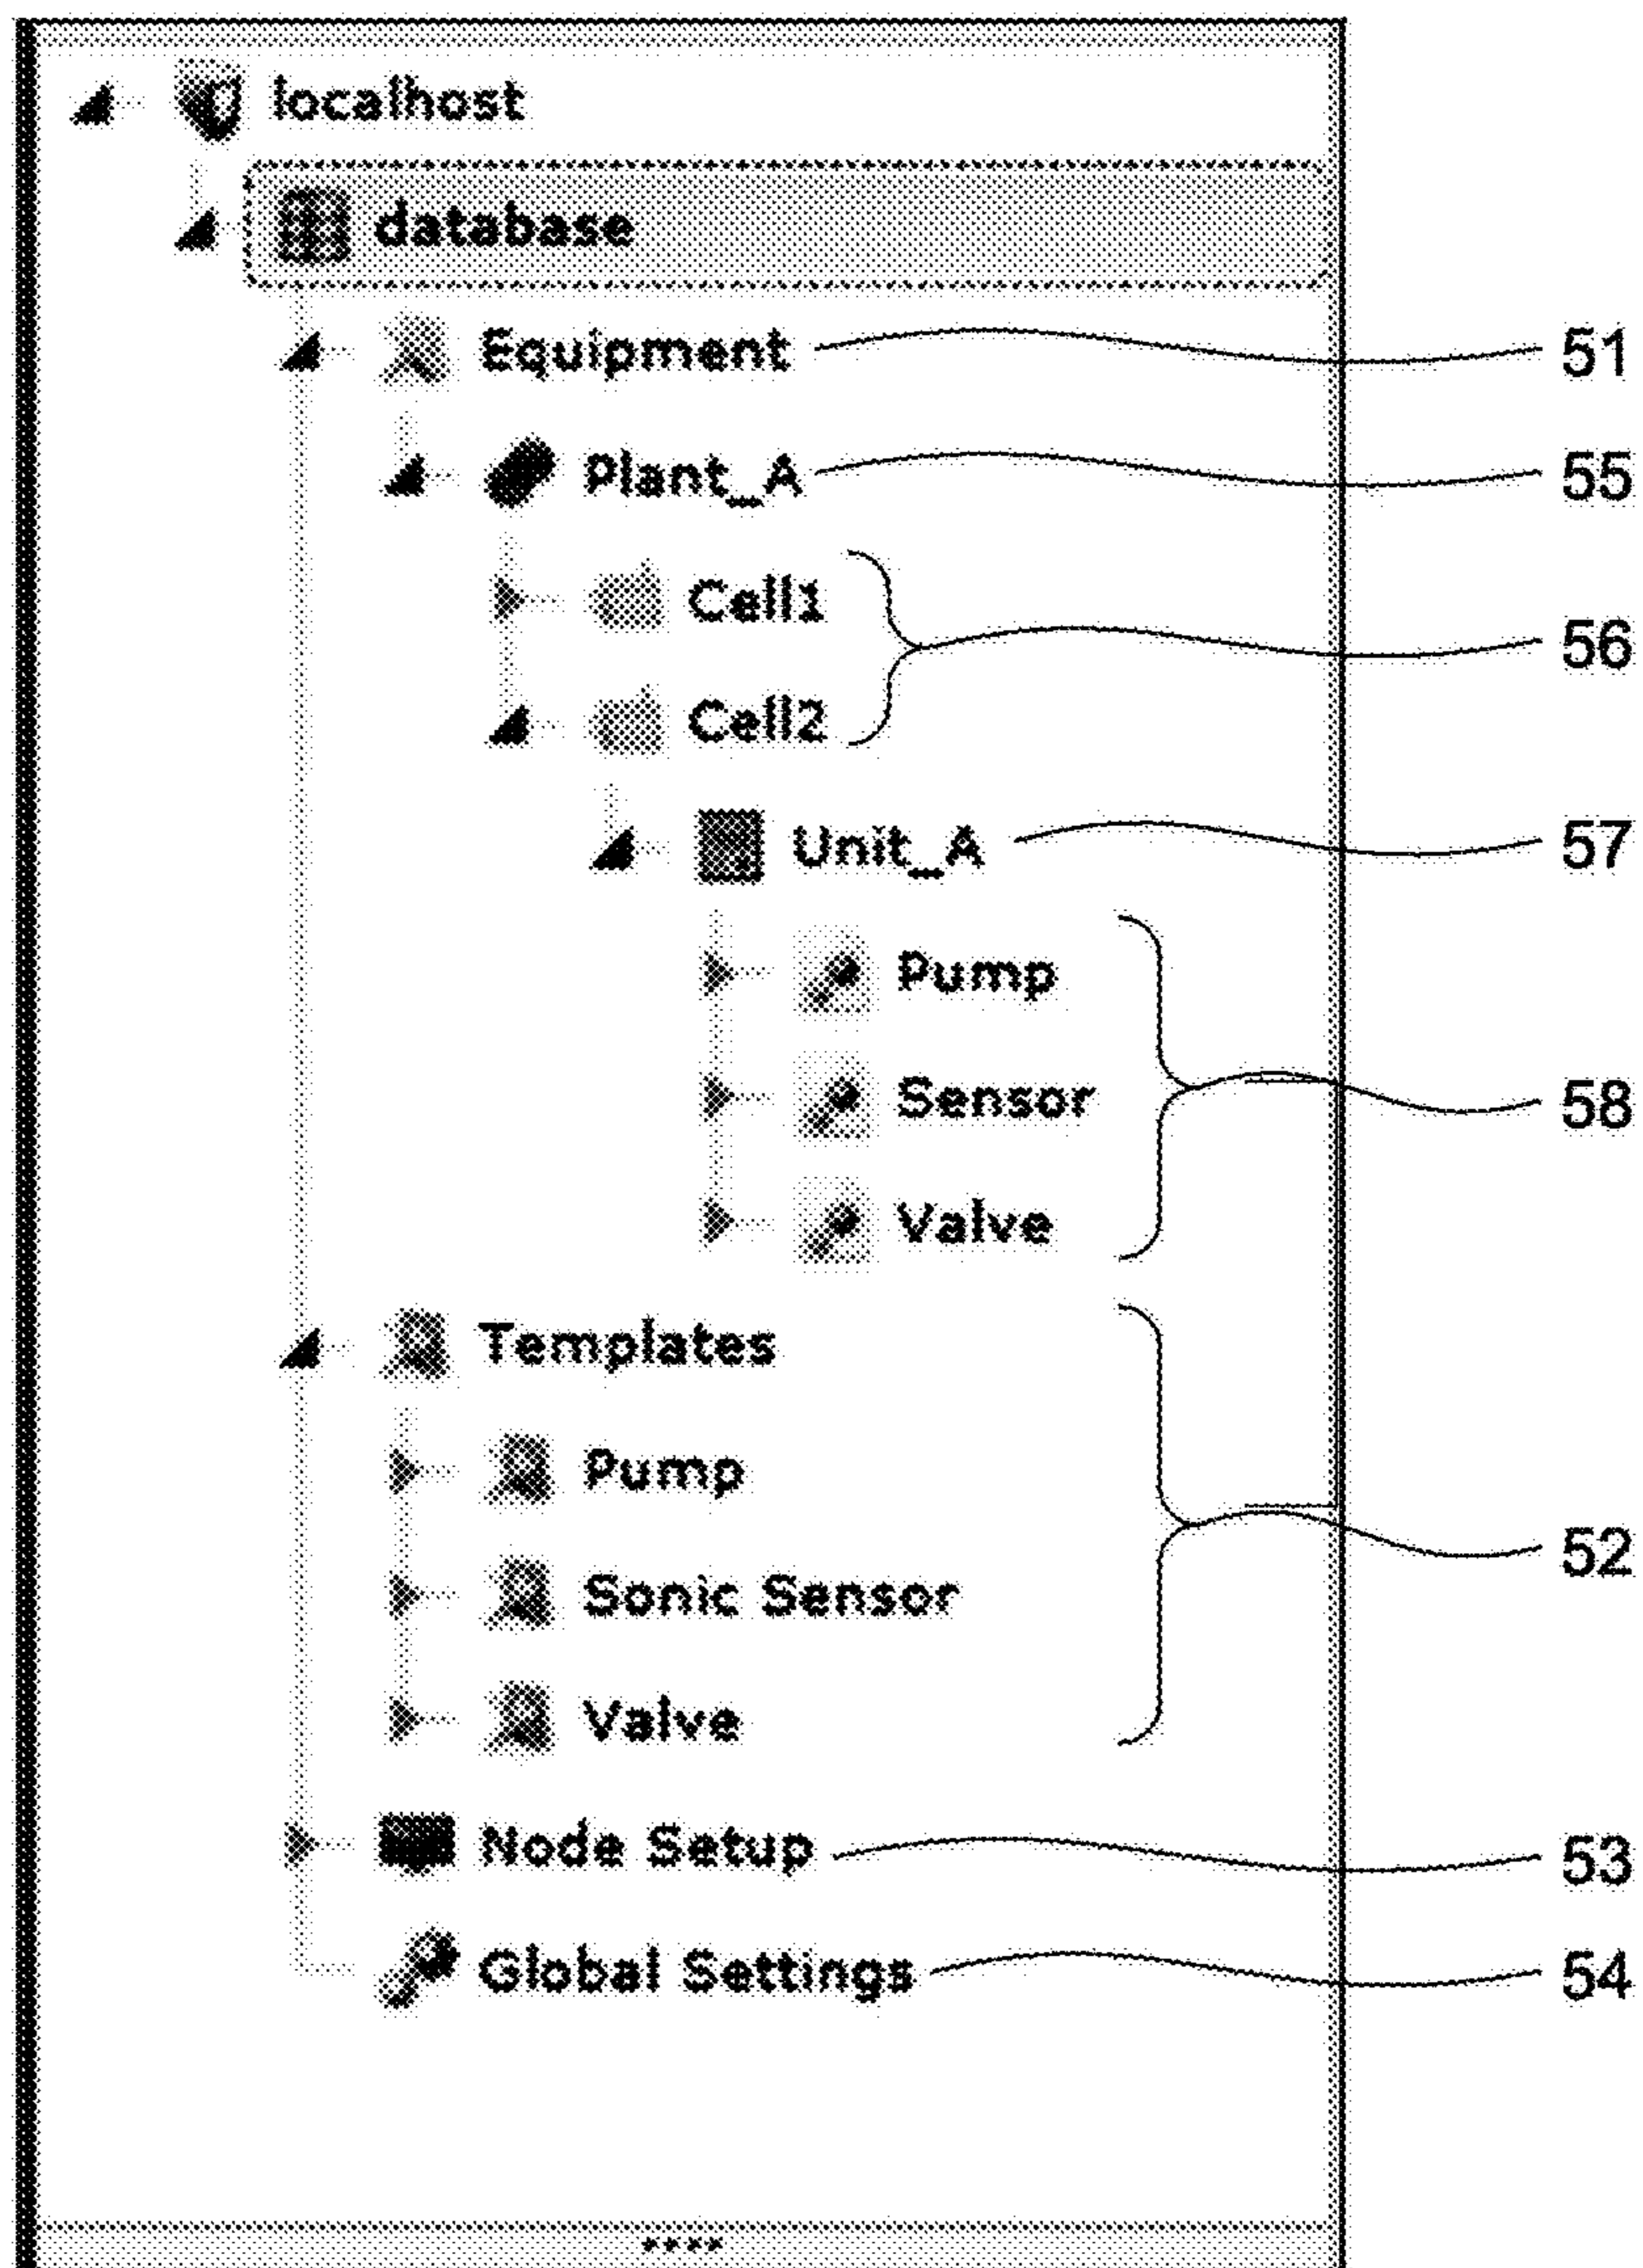 localhost
database
Equipment 51
Plant_A 55
Cell1
56
Cell2
Unit_A 57
Pump
Sensor 58
Valve
Templates
Pump
52
Sonic Sensor
Valve
Node Setup 53
Global Settings 54